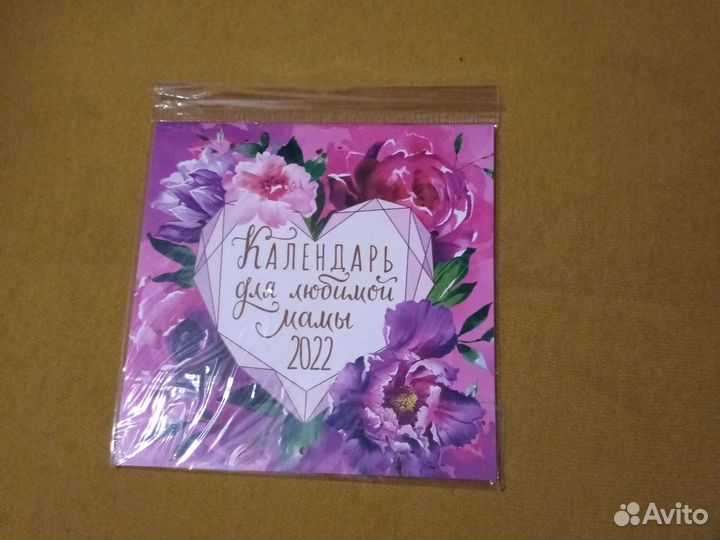 Календарь
для любимой
мамы
2022
Avito